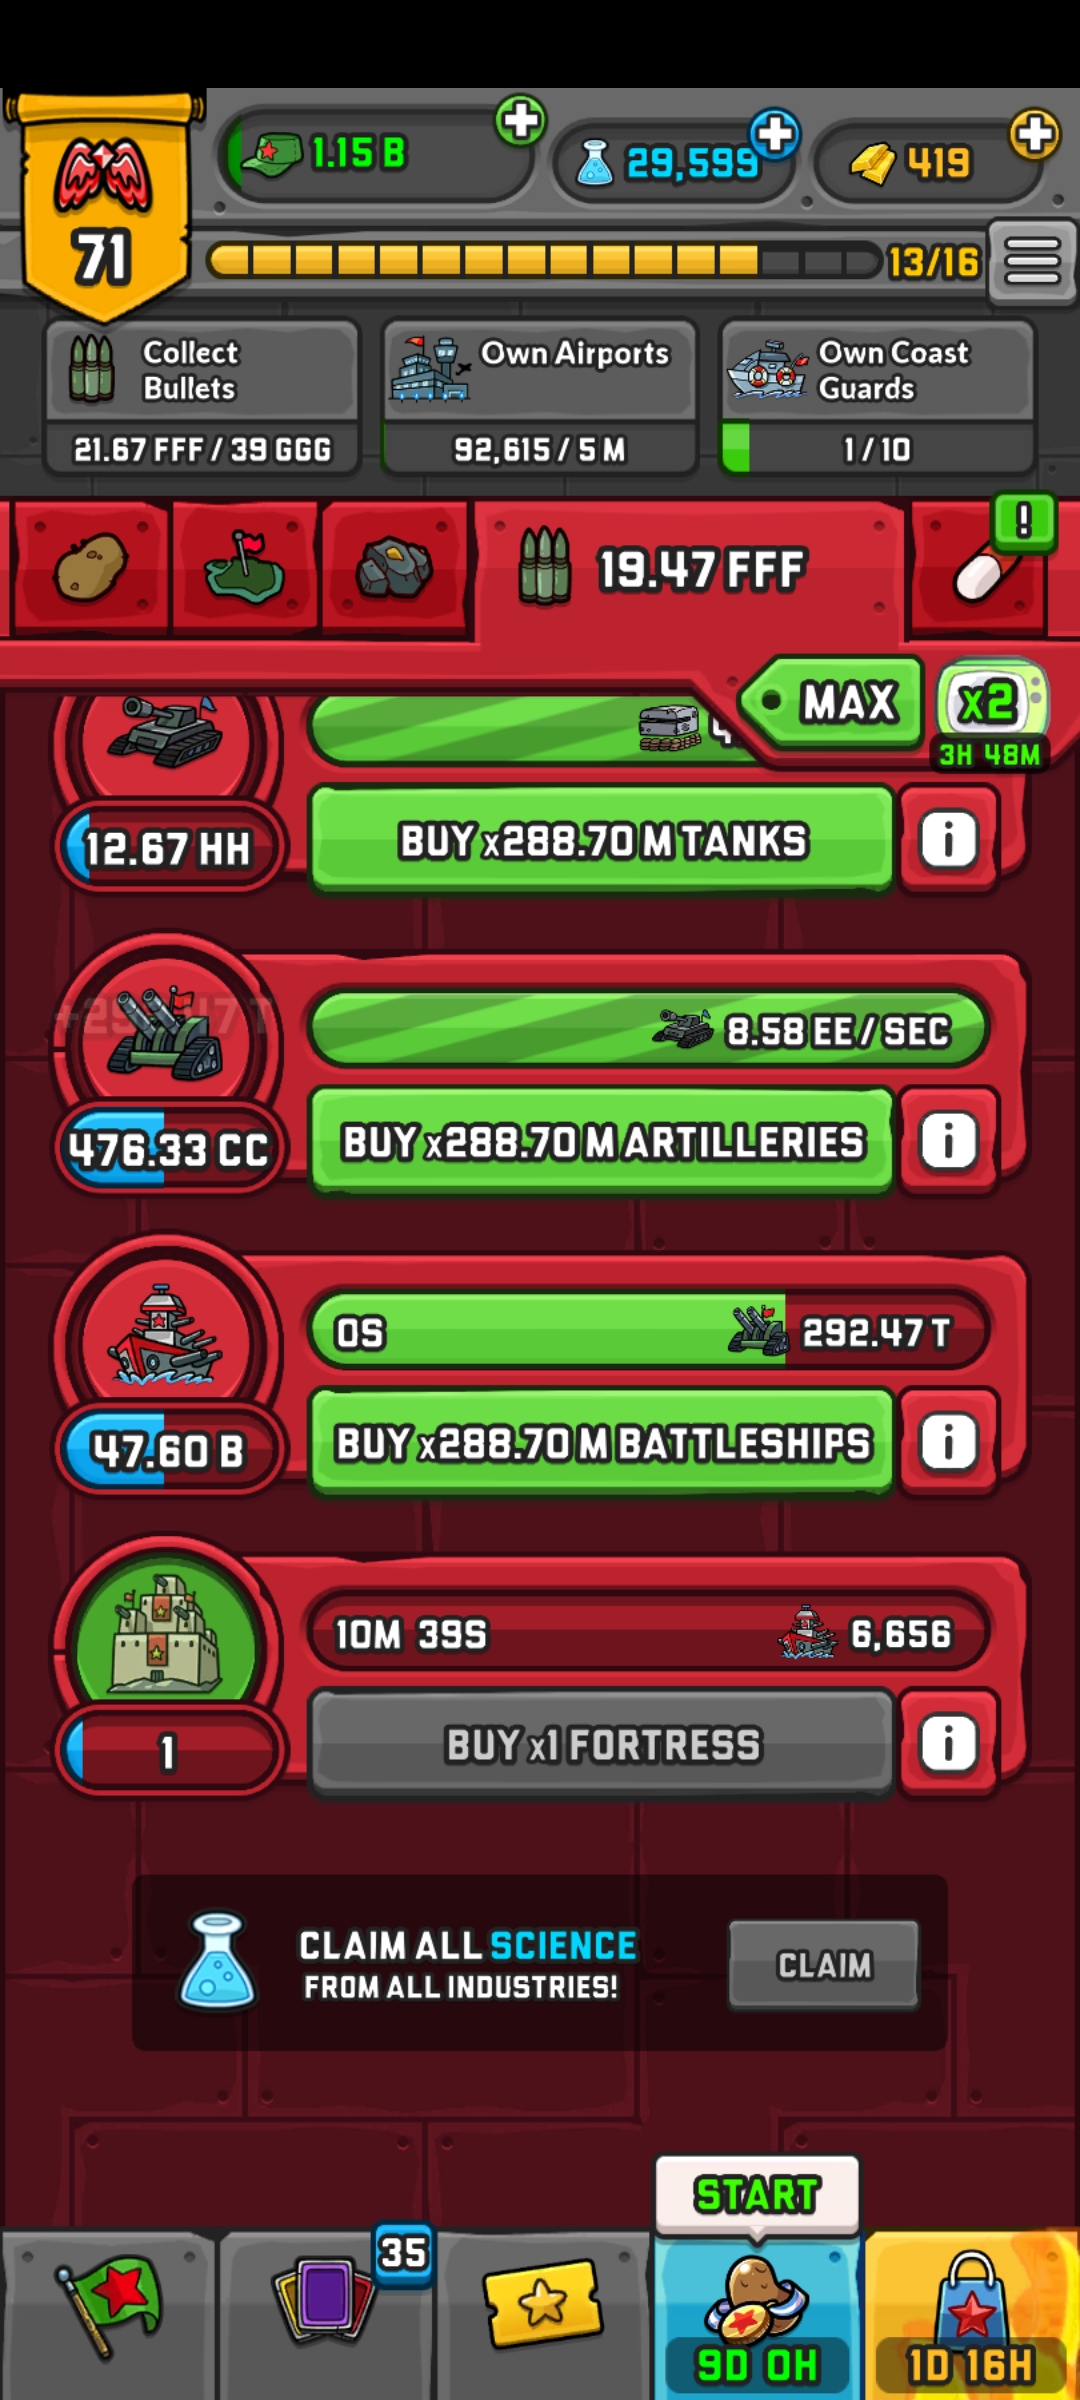 1.15 B
29,599
419
71
13/16
Collect
Bullets
21.67 FFF / 39 GGG
Own Airports
92,615 / 5 M
Own Coast
Guards
1 / 10
19.47 FFF
!
MAX
x2
3H 48M
12.67 HH
BUY x288.70 M TANKS
i
8.58 EE / SEC
476.33 CC
BUY x288.70 M ARTILLERIES
i
0S
292.47 T
47.60 B
BUY x288.70 M BATTLESHIPS
i
10M 39S
6,656
1
BUY x1 FORTRESS
i
CLAIM ALL SCIENCE
FROM ALL INDUSTRIES!
CLAIM
START
35
9D 0H
1D 16H